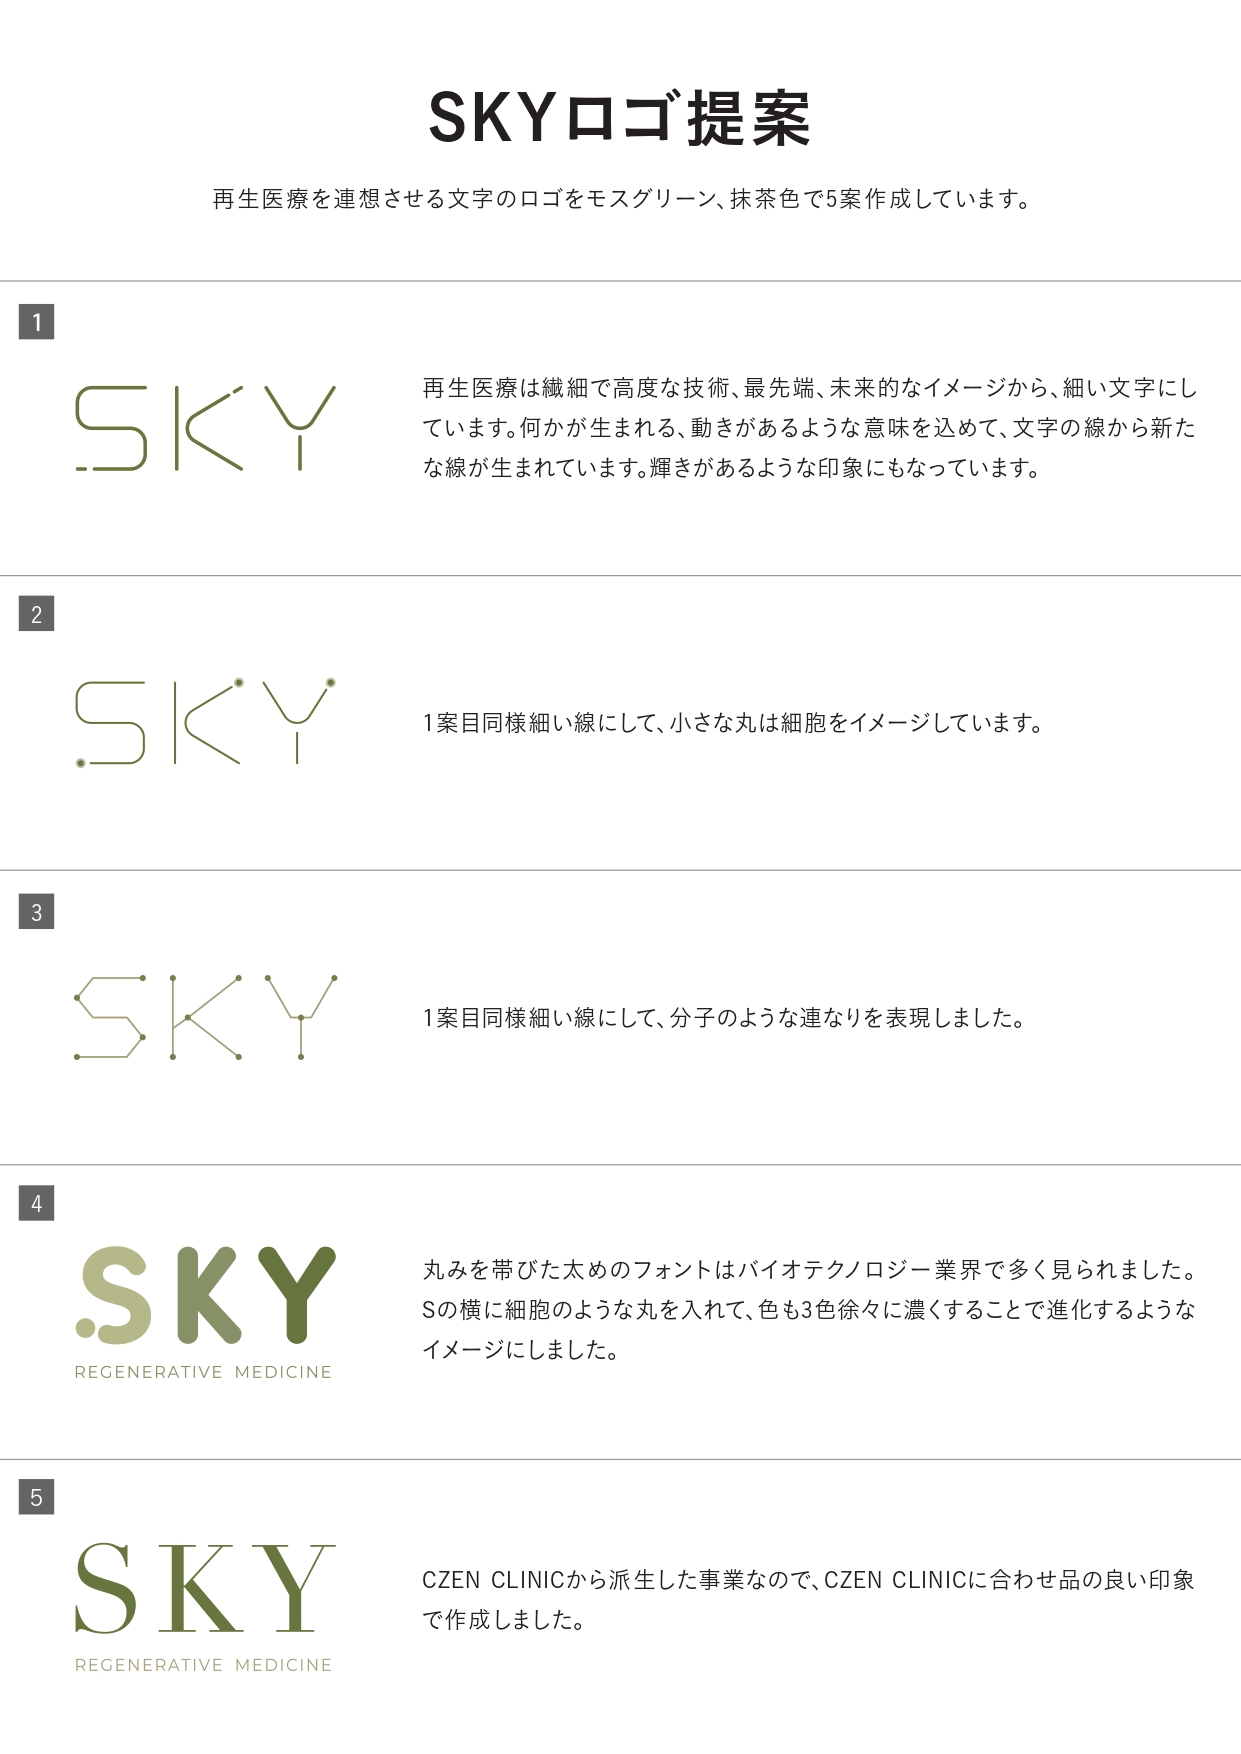 SKYロゴ提案
再生医療を連想させる文字のロゴをモスグリーン、抹茶色で5案作成しています。
1
SKY
再生医療は繊細で高度な技術、最先端、未来的なイメージから、細い文字にし
ています。何かが生まれる、動きがあるような意味を込めて、文字の線から新た
な線が生まれています。輝きがあるような印象にもなっています。
2
SKY
1案目同様細い線にして、小さな丸は細胞をイメージしています。
3
SKY
1案目同様細い線にして、分子のような連なりを表現しました。
4
SKY
REGENERATIVE MEDICINE
丸みを帯びた太めのフォントはバイオテクノロジー業界で多く見られました。
Sの横に細胞のような丸を入れて、色も3色徐々に濃くすることで進化するような
イメージにしました。
5
SKY
REGENERATIVE MEDICINE
CZEN CLINICから派生した事業なので、CZEN CLINICに合わせ品の良い印象
で作成しました。